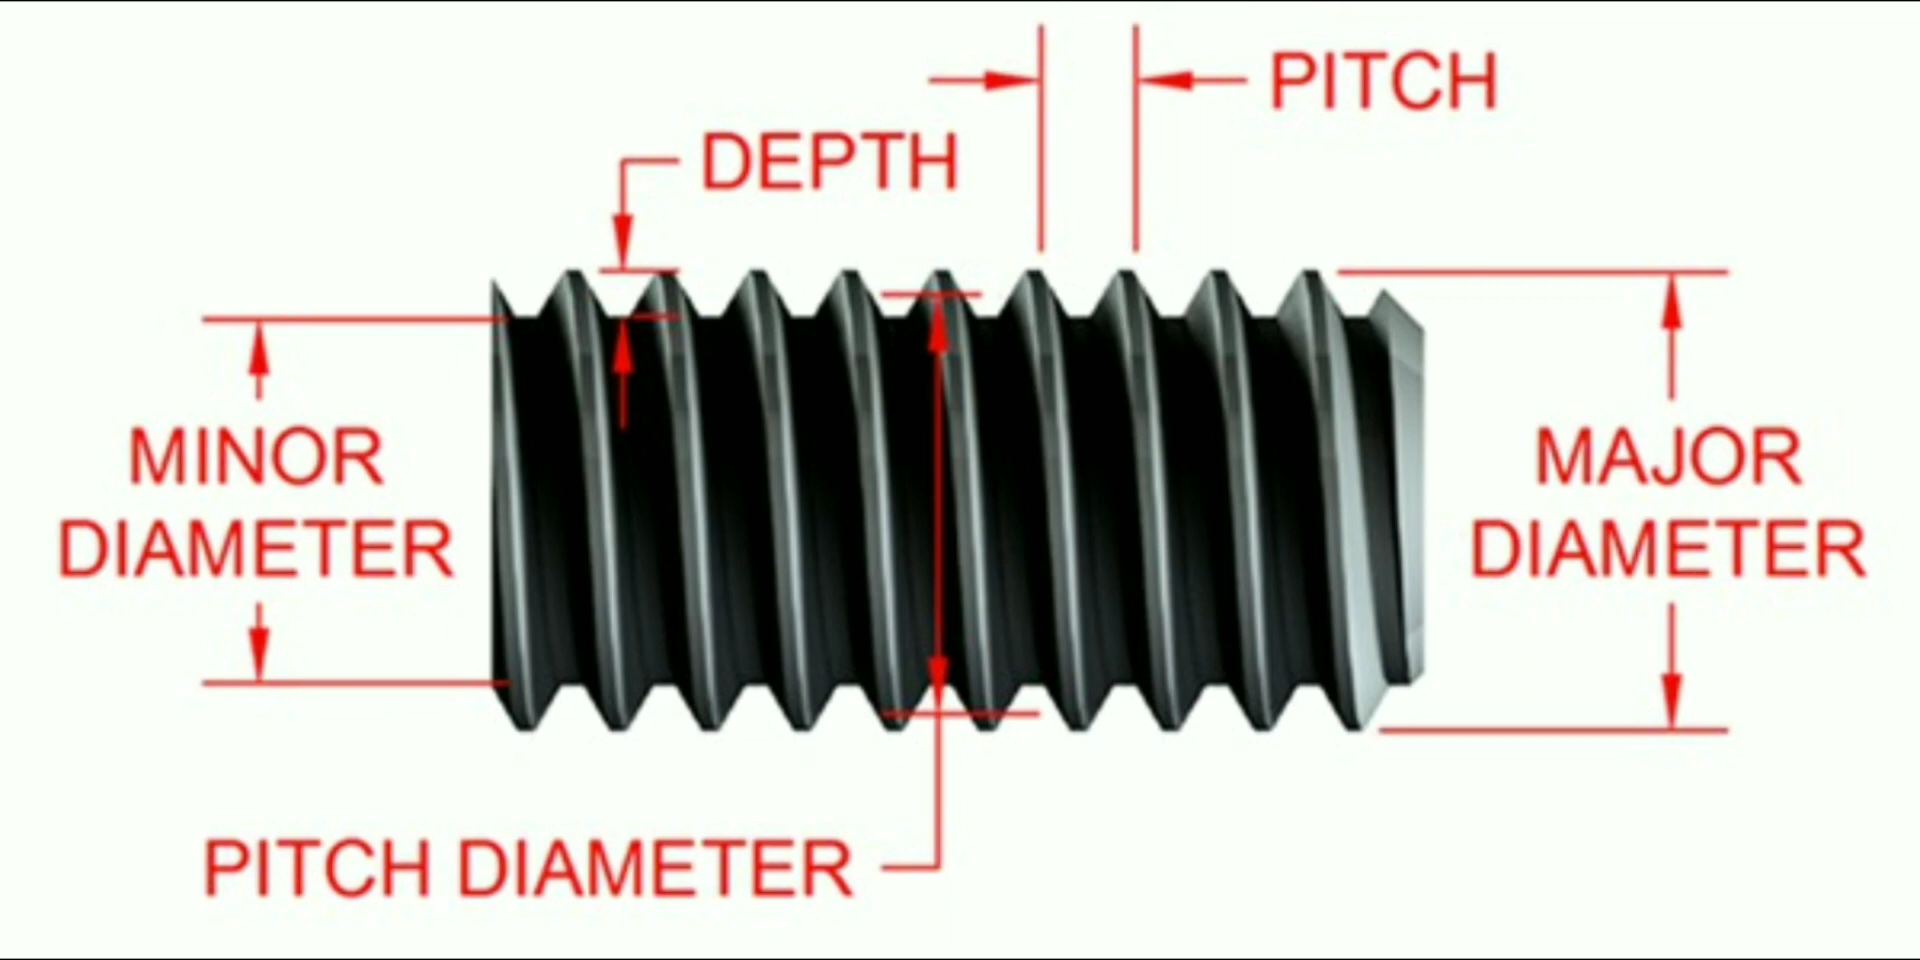 PITCH
DEPTH
MINOR
DIAMETER
MAJOR
DIAMETER
PITCH DIAMETER